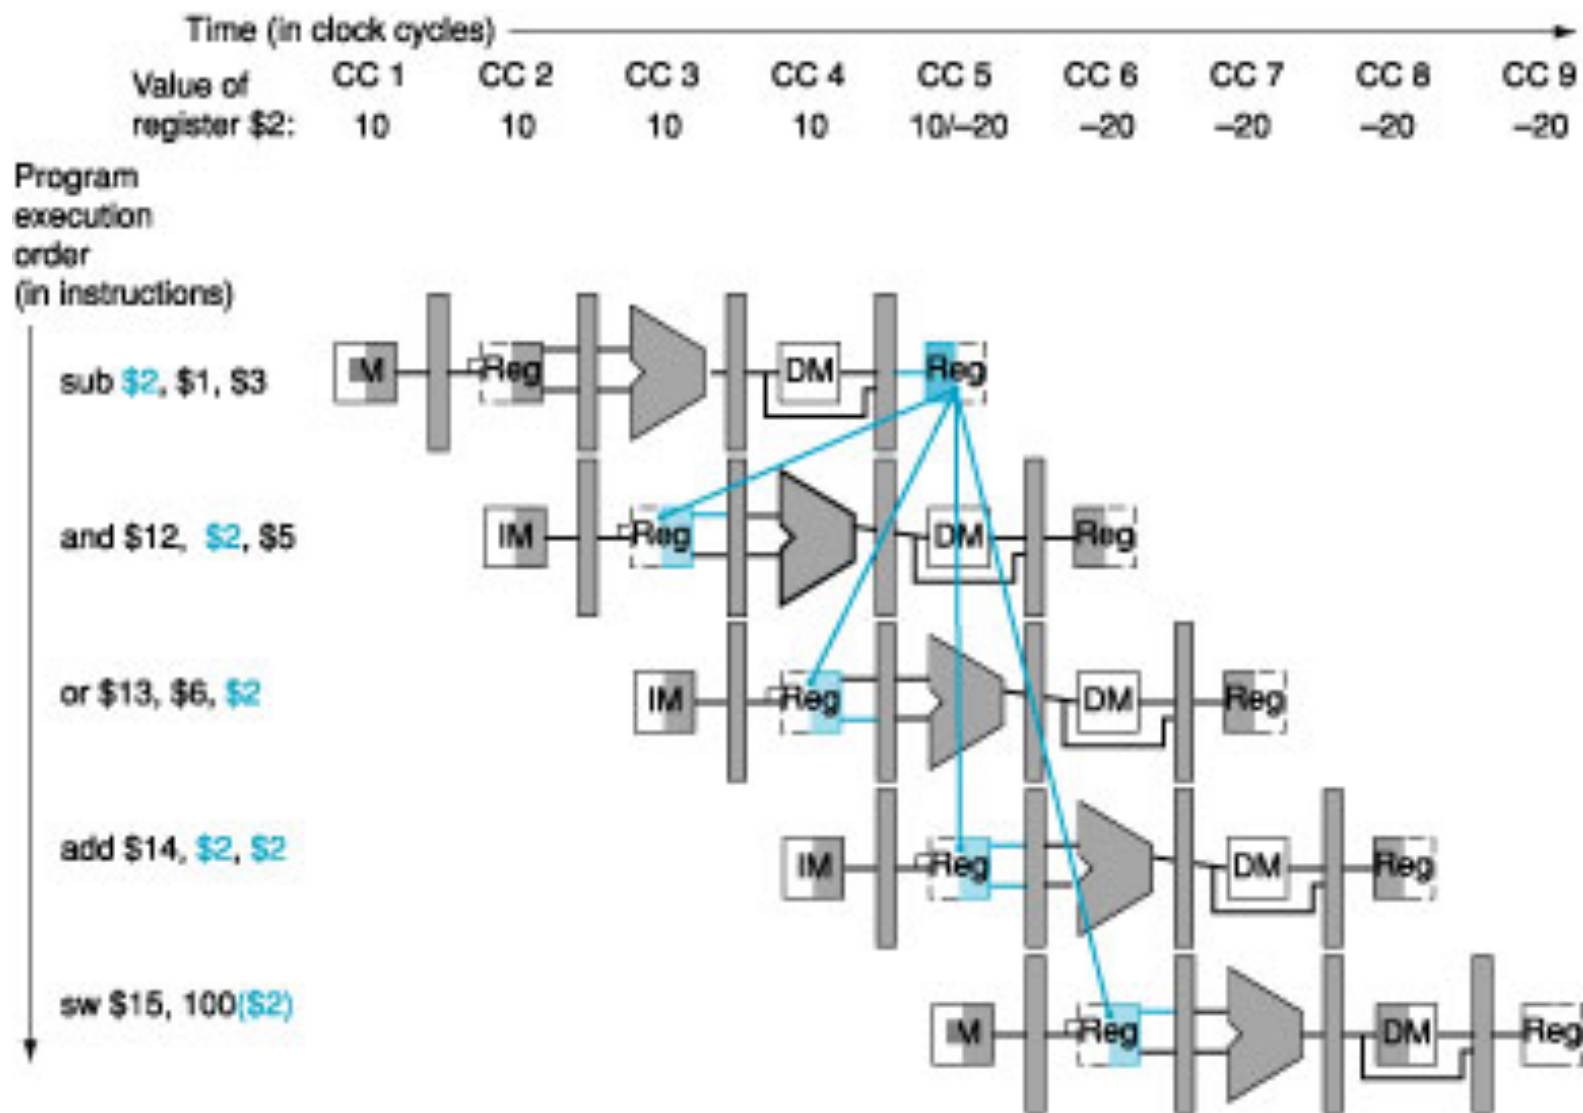 Time (in clock cycles)
CC 1 CC 2 CC 3 CC 4 CC 5 CC 6 CC 7 CC 8 CC 9
Value of
register $2: 10 10 10 10 10/–20 –20 –20 –20 –20
Program
execution
order
(in instructions)
sub $2, $1, $3 IM Reg DM Reg
and $12, $2, $5 IM Reg DM Reg
or $13, $6, $2 IM Reg DM Reg
add $14, $2, $2 IM Reg DM Reg
sw $15, 100($2) IM Reg DM Reg